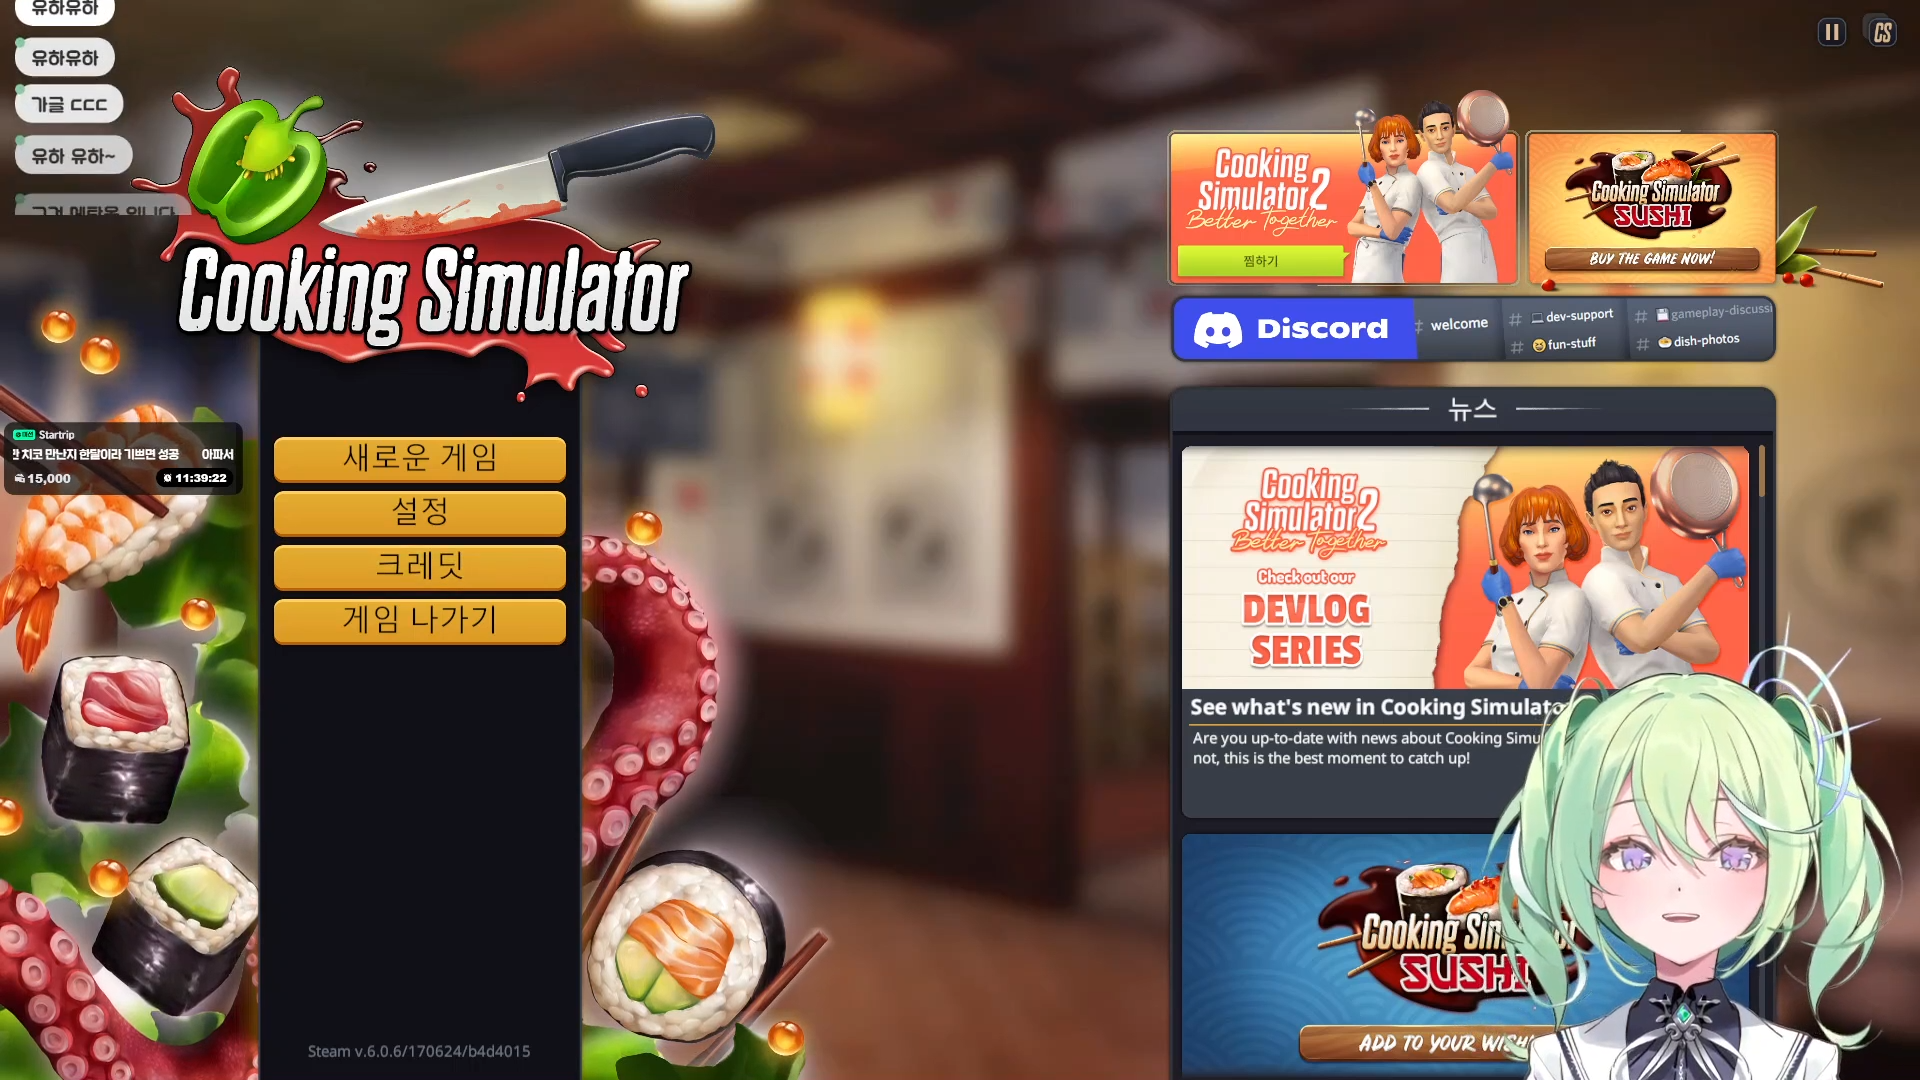 유하유하
유하유하
가글 ㄷㄷㄷ
유하 유하~
Cooking Simulator
Startrip
치코 만난지 한달이라 기쁘면 성공 아파서
15,000
11:39:22
새로운 게임
설정
크레딧
게임 나가기
Steam v.6.0.6/170624/b4d4015
CS
Cooking
Simulator 2
Better Together
찜하기
Cooking Simulator
SUSHI
BUY THE GAME NOW!
Discord
# welcome
# dev-support
# fun-stuff
# gameplay-discuss
# dish-photos
뉴스
Cooking
Simulator 2
Better Together
Check out our
DEVLOG
SERIES
See what's new in Cooking Simulato
Are you up-to-date with news about Cooking Simu
not, this is the best moment to catch up!
Cooking Sim
SUSHI
ADD TO YOUR WISH